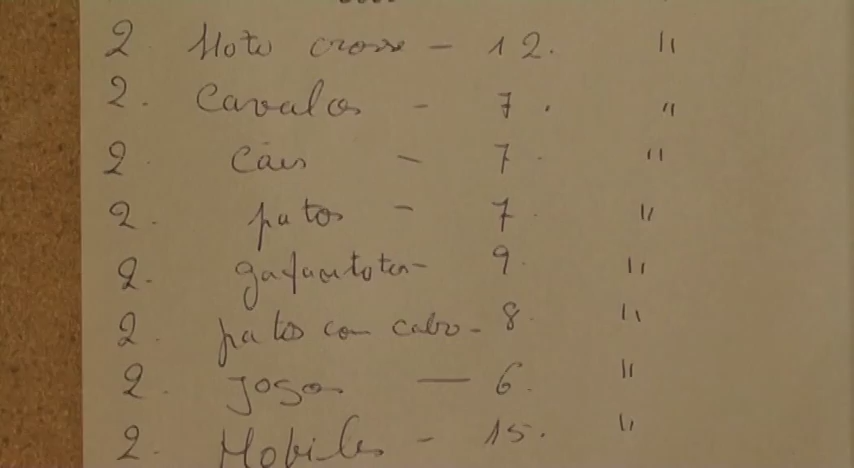 2 Moto cross - 12. "
2. Cavalos - 7. "
2 Cães - 7. "
2. patos - 7. "
2. gafanhotos - 9. "
2. patos com cabo - 8. "
2. Jogos — 6. "
2. Mobiles - 15. "